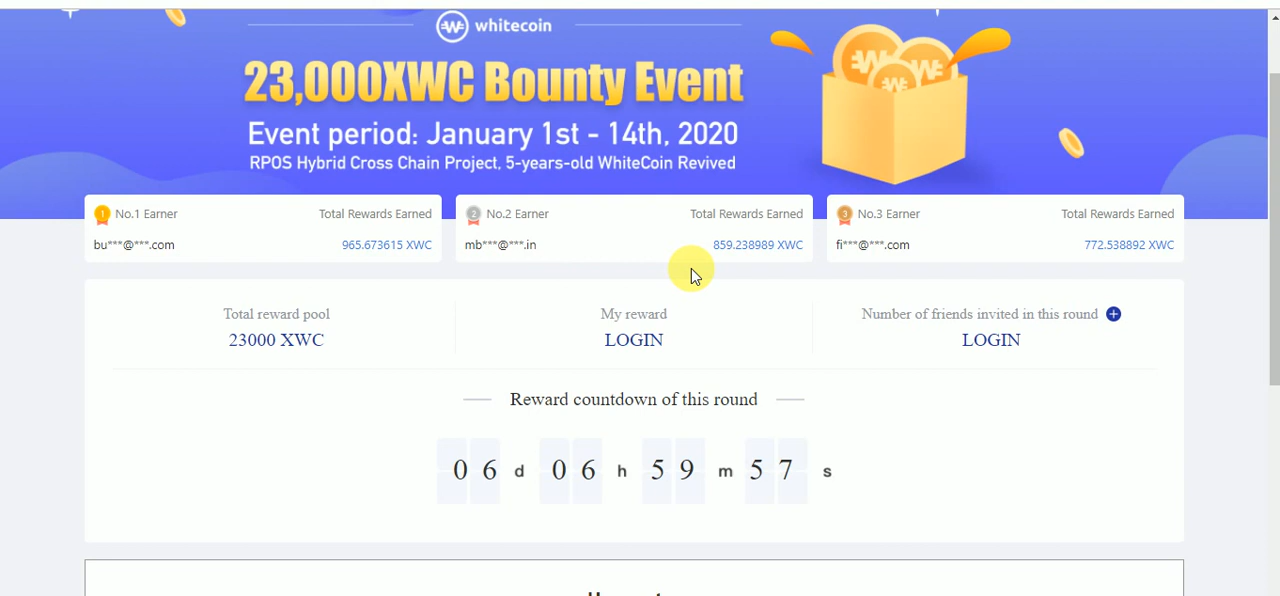 whitecoin
23,000XWC Bounty Event
Event period: January 1st - 14th, 2020
RPOS Hybrid Cross Chain Project, 5-years-old WhiteCoin Revived
1 No.1 Earner Total Rewards Earned
bu***@***.com 965.673615 XWC
2 No.2 Earner Total Rewards Earned
mb***@***.in 859.238989 XWC
3 No.3 Earner Total Rewards Earned
fi***@***.com 772.538892 XWC
Total reward pool
23000 XWC
My reward
LOGIN
Number of friends invited in this round
LOGIN
Reward countdown of this round
06 d 06 h 59 m 57 s